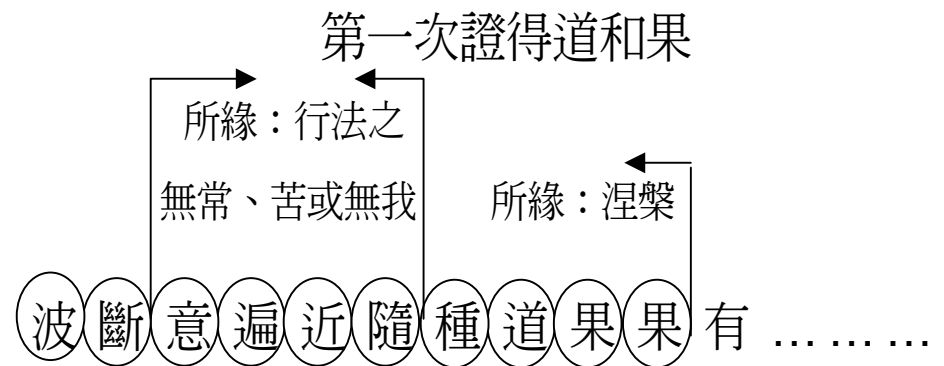 第一次證得道和果
所緣：行法之
無常、苦或無我
所緣：涅槃
波斷意遍近隨種道果果有 ………